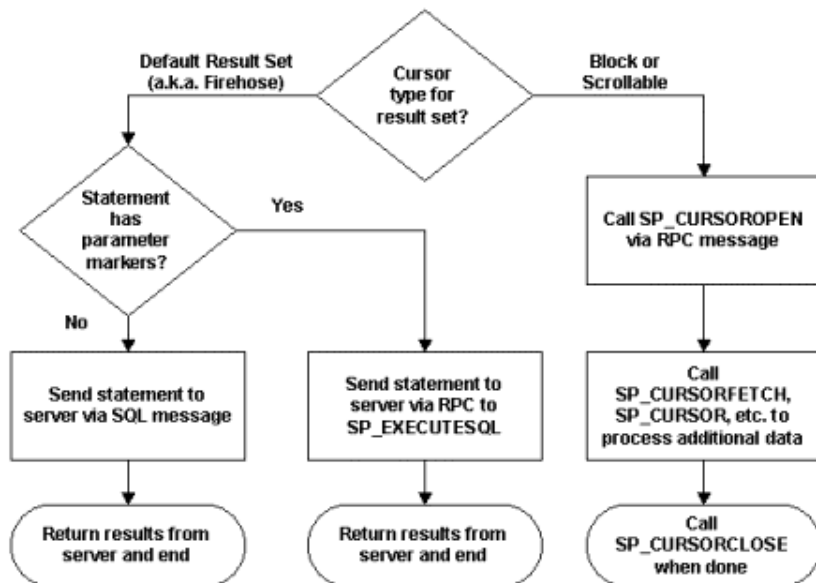 Default Result Set
(a.k.a. Firehose)
Cursor
type for
result set?
Block or
Scrollable
Statement
has
parameter
markers?
Yes
No
Call SP_CURSOROPEN
via RPC message
Send statement to
server via SQL message
Send statement to
server via RPC to
SP_EXECUTESQL
Call
SP_CURSORFETCH,
SP_CURSOR, etc. to
process additional data
Return results from
server and end
Return results from
server and end
Call
SP_CURSORCLOSE
when done